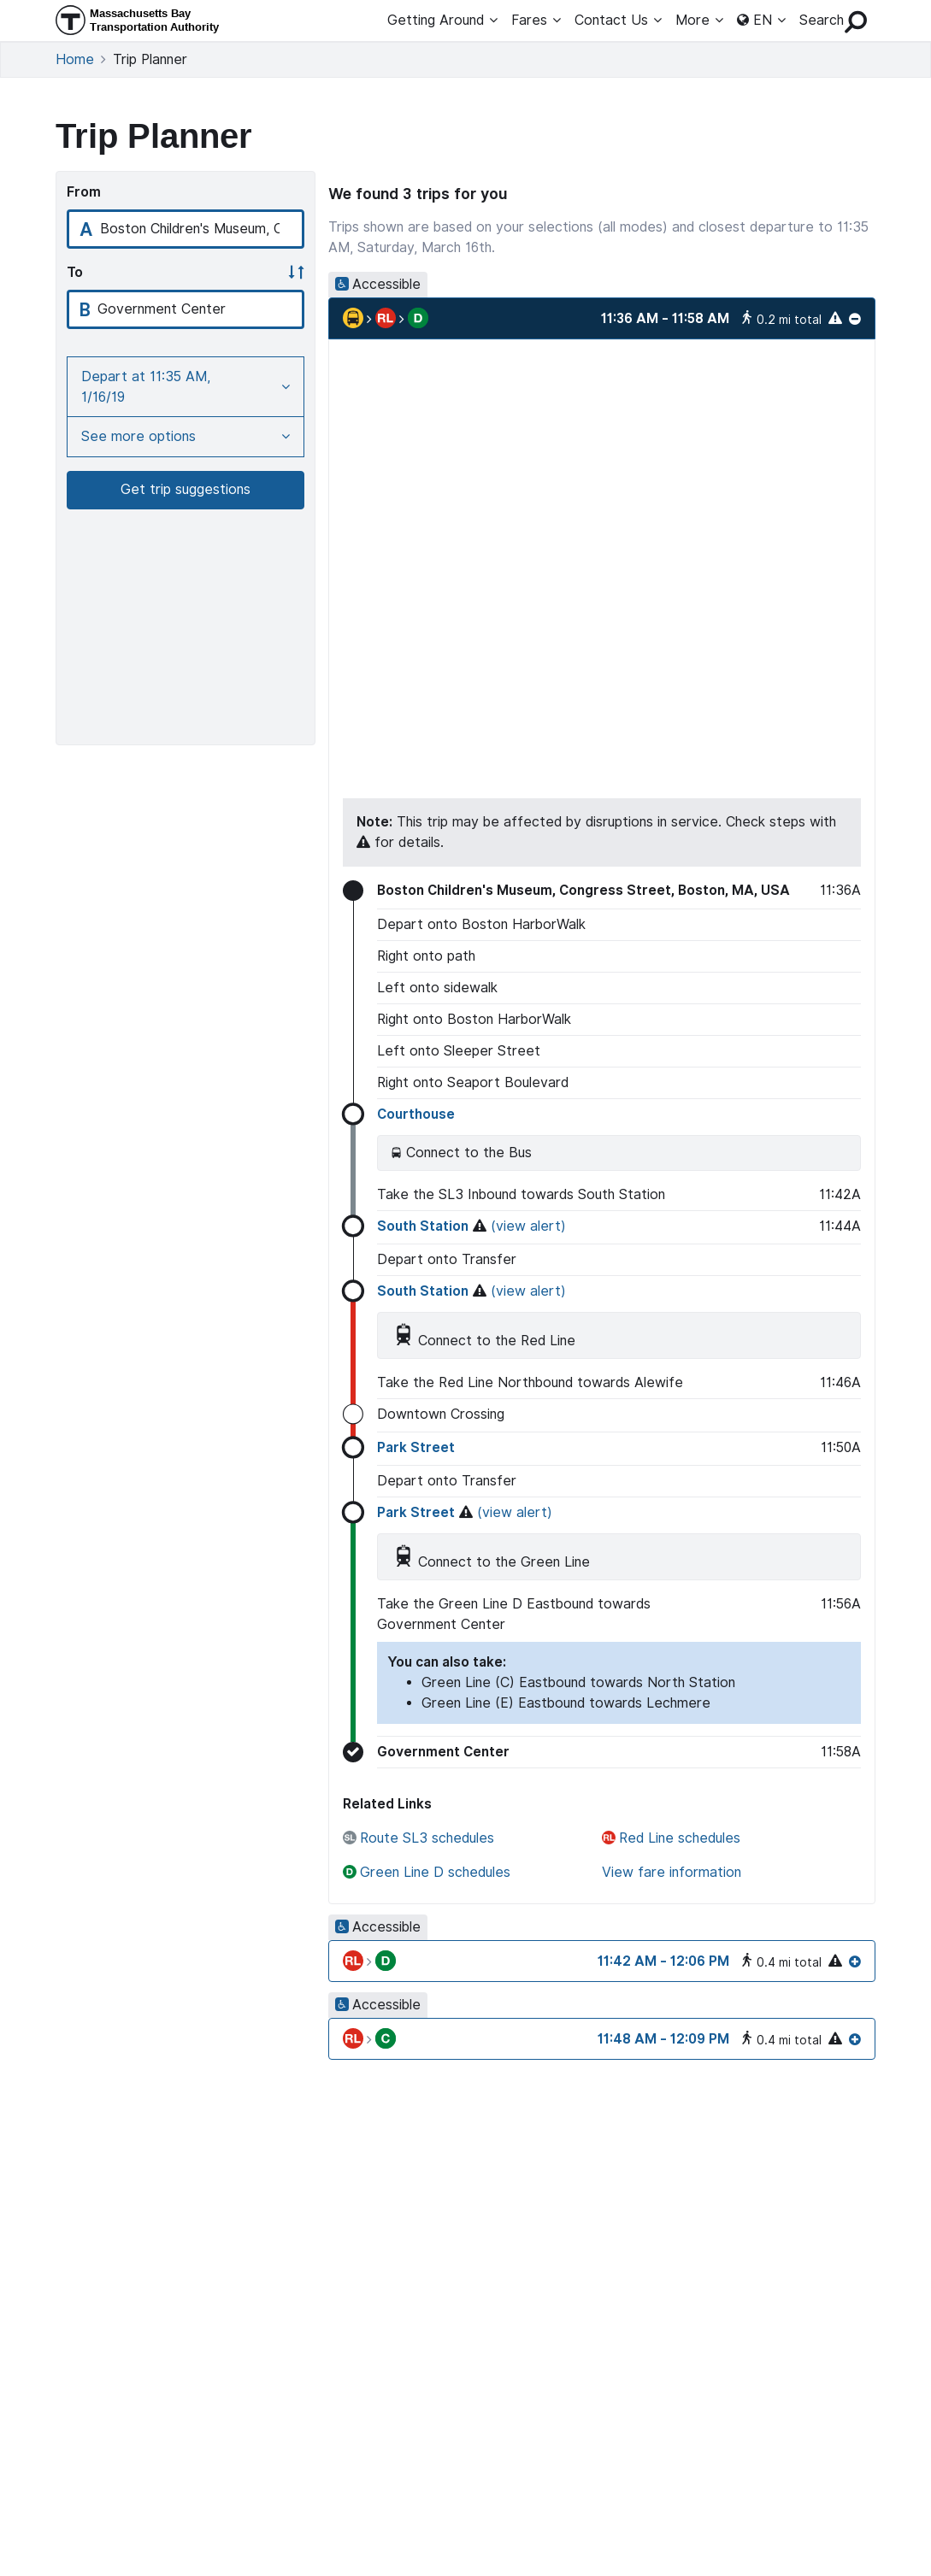 Massachusetts Bay
Transportation Authority
Getting Around Fares Contact Us More EN Search
Home Trip Planner
Trip Planner
From
A Boston Children's Museum, C
To
B Government Center
Depart at 11:35 AM,
1/16/19
See more options
Get trip suggestions
We found 3 trips for you
Trips shown are based on your selections (all modes) and closest departure to 11:35
AM, Saturday, March 16th.
Accessible
RL D 11:36 AM - 11:58 AM 0.2 mi total
Note: This trip may be affected by disruptions in service. Check steps with
for details.
Boston Children's Museum, Congress Street, Boston, MA, USA 11:36A
Depart onto Boston HarborWalk
Right onto path
Left onto sidewalk
Right onto Boston HarborWalk
Left onto Sleeper Street
Right onto Seaport Boulevard
Courthouse
Connect to the Bus
Take the SL3 Inbound towards South Station 11:42A
South Station (view alert) 11:44A
Depart onto Transfer
South Station (view alert)
Connect to the Red Line
Take the Red Line Northbound towards Alewife 11:46A
Downtown Crossing
Park Street 11:50A
Depart onto Transfer
Park Street (view alert)
Connect to the Green Line
Take the Green Line D Eastbound towards 11:56A
Government Center
You can also take:
• Green Line (C) Eastbound towards North Station
• Green Line (E) Eastbound towards Lechmere
Government Center 11:58A
Related Links
SL Route SL3 schedules RL Red Line schedules
D Green Line D schedules View fare information
Accessible
RL D 11:42 AM - 12:06 PM 0.4 mi total
Accessible
RL C 11:48 AM - 12:09 PM 0.4 mi total